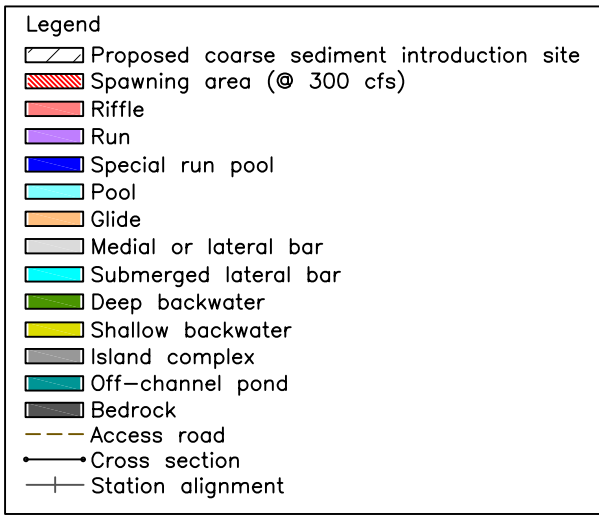 Legend
Proposed coarse sediment introduction site
Spawning area (@ 300 cfs)
Riffle
Run
Special run pool
Pool
Glide
Medial or lateral bar
Submerged lateral bar
Deep backwater
Shallow backwater
Island complex
Off-channel pond
Bedrock
Access road
Cross section
Station alignment